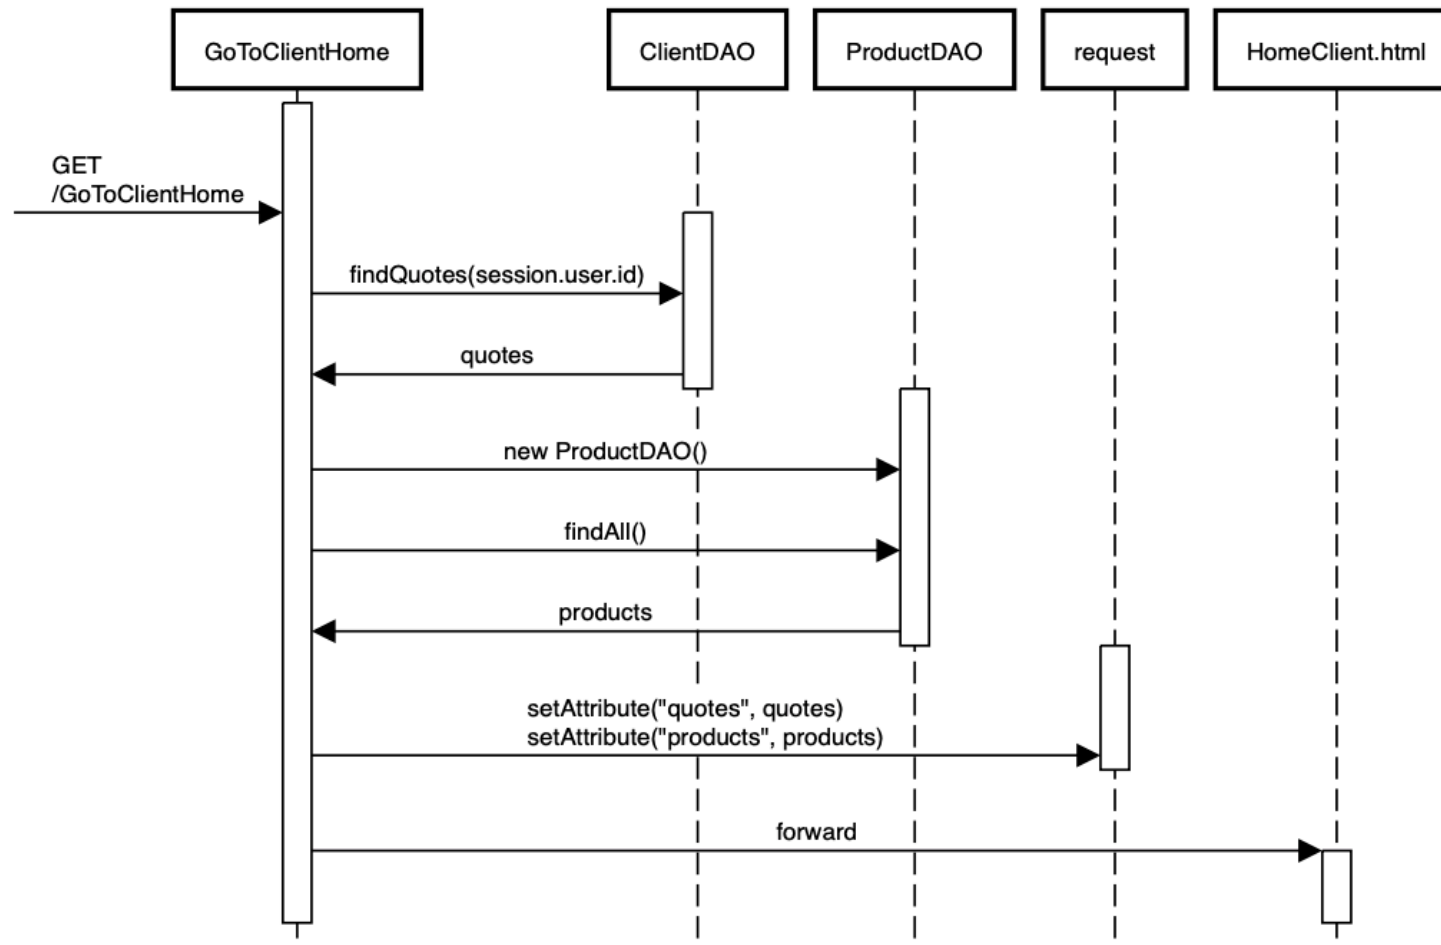 GoToClientHome
ClientDAO
ProductDAO
request
HomeClient.html
GET
/GoToClientHome
findQuotes(session.user.id)
quotes
new ProductDAO()
findAll()
products
setAttribute("quotes", quotes)
setAttribute("products", products)
forward